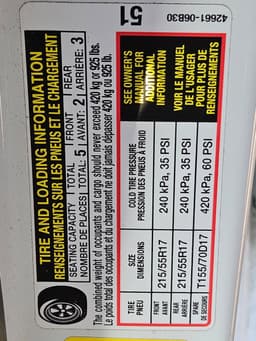 42661-06B30
51
TIRE AND LOADING INFORMATION
RENSEIGNEMENTS SUR LES PNEUS ET LE CHARGEMENT
SEATING CAPACITY | TOTAL | FRONT | REAR
NOMBRE DE PLACES | TOTAL: 5 | AVANT: 2 | ARRIÈRE: 3
The combined weight of occupants and cargo should never exceed 420 kg or 925 lbs.
Le poids total des occupants et du chargement ne doit jamais dépasser 420 kg ou 925 lb.
TIRE SIZE COLD TIRE PRESSURE
PNEU DIMENSIONS PRESSION DES PNEUS À FROID
FRONT
AVANT 215/55R17 240 kPa, 35 PSI
REAR
ARRIÈRE 215/55R17 240 kPa, 35 PSI
SPARE
DE SECOURS T155/70D17 420 kPa, 60 PSI
SEE OWNER'S
MANUAL FOR
ADDITIONAL
INFORMATION
VOIR LE MANUEL
DE L'USAGER
POUR PLUS DE
RENSEIGNEMENTS